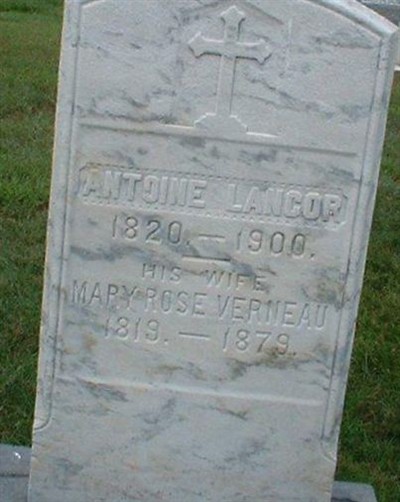 ANTOINE LANCOR
1820. — 1900.
HIS WIFE
MARY ROSE VERNEAU
1819. — 1879.